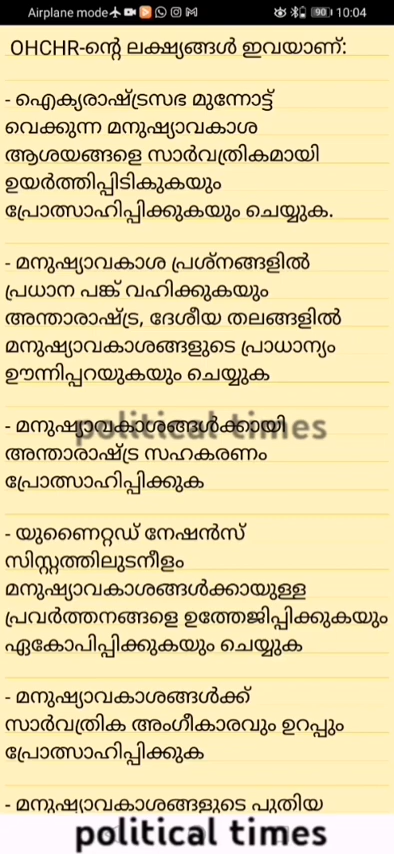 Airplane mode 90 10:04
OHCHR-ന്റെ ലക്ഷ്യങ്ങൾ ഇവയാണ്:
- ഐക്യരാഷ്ട്രസഭ മുന്നോട്ട്
വെക്കുന്ന മനുഷ്യാവകാശ
ആശയങ്ങളെ സാർവത്രികമായി
ഉയർത്തിപ്പിടികുകയും
പ്രോത്സാഹിപ്പിക്കുകയും ചെയ്യുക.
- മനുഷ്യാവകാശ പ്രശ്നങ്ങളിൽ
പ്രധാന പങ്ക് വഹിക്കുകയും
അന്താരാഷ്ട്ര, ദേശീയ തലങ്ങളിൽ
മനുഷ്യാവകാശങ്ങളുടെ പ്രാധാന്യം
ഊന്നിപ്പറയുകയും ചെയ്യുക
- മനുഷ്യാവകാശങ്ങൾക്കായി
political times
അന്താരാഷ്ട്ര സഹകരണം
പ്രോത്സാഹിപ്പിക്കുക
- യുണൈറ്റഡ് നേഷൻസ്
സിസ്റ്റത്തിലുടനീളം
മനുഷ്യാവകാശങ്ങൾക്കായുള്ള
പ്രവർത്തനങ്ങളെ ഉത്തേജിപ്പിക്കുകയും
ഏകോപിപ്പിക്കുകയും ചെയ്യുക
- മനുഷ്യാവകാശങ്ങൾക്ക്
സാർവത്രിക അംഗീകാരവും ഉറപ്പും
പ്രോത്സാഹിപ്പിക്കുക
- മനുഷ്യാവകാശങ്ങളുടെ പുതിയ
political times